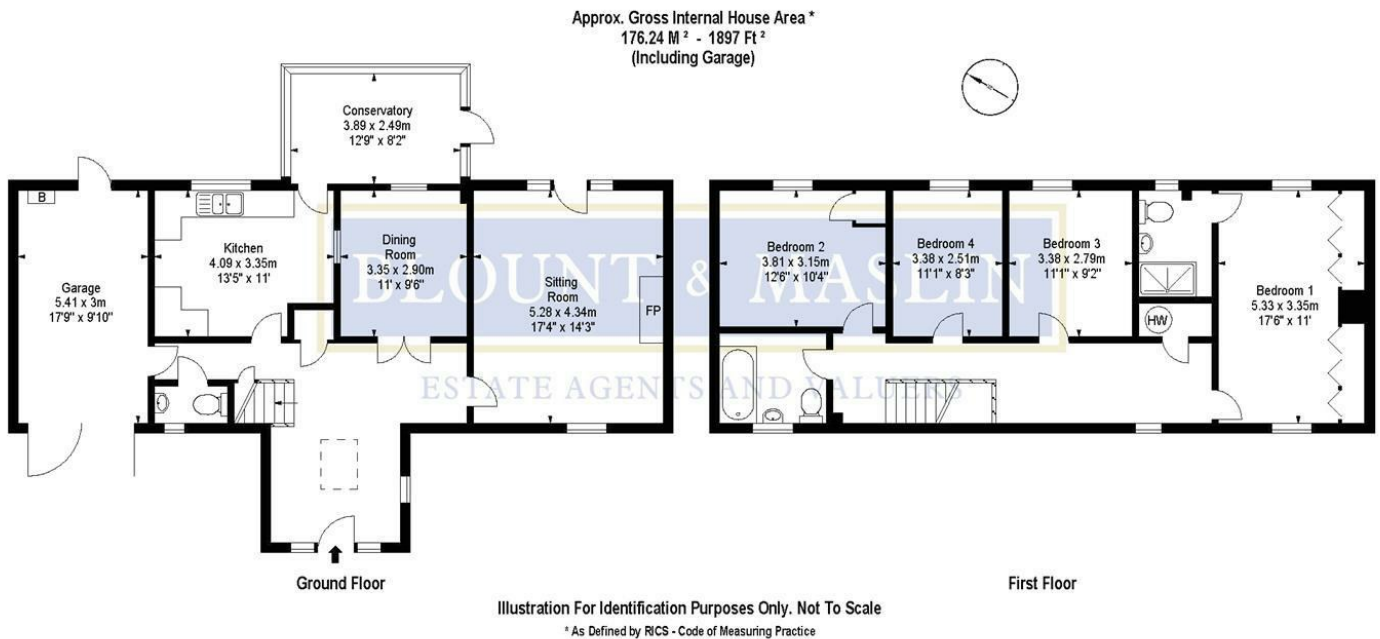 Approx. Gross Internal House Area *
176.24 M ² - 1897 Ft ²
(Including Garage)
Conservatory
3.89 x 2.49m
12'9" x 8'2"
B
Kitchen
4.09 x 3.35m
13'5" x 11'
Dining
Room
3.35 x 2.90m
11' x 9'6"
Garage
5.41 x 3m
17'9" x 9'10"
Sitting
Room
5.28 x 4.34m
17'4" x 14'3"
FP
Bedroom 2
3.81 x 3.15m
12'6" x 10'4"
Bedroom 4
3.38 x 2.51m
11'1" x 8'3"
Bedroom 3
3.38 x 2.79m
11'1" x 9'2"
Bedroom 1
5.33 x 3.35m
17'6" x 11'
HW
BLOUNT & MASLIN
ESTATE AGENTS AND VALUERS
Ground Floor
First Floor
Illustration For Identification Purposes Only. Not To Scale
* As Defined by RICS - Code of Measuring Practice